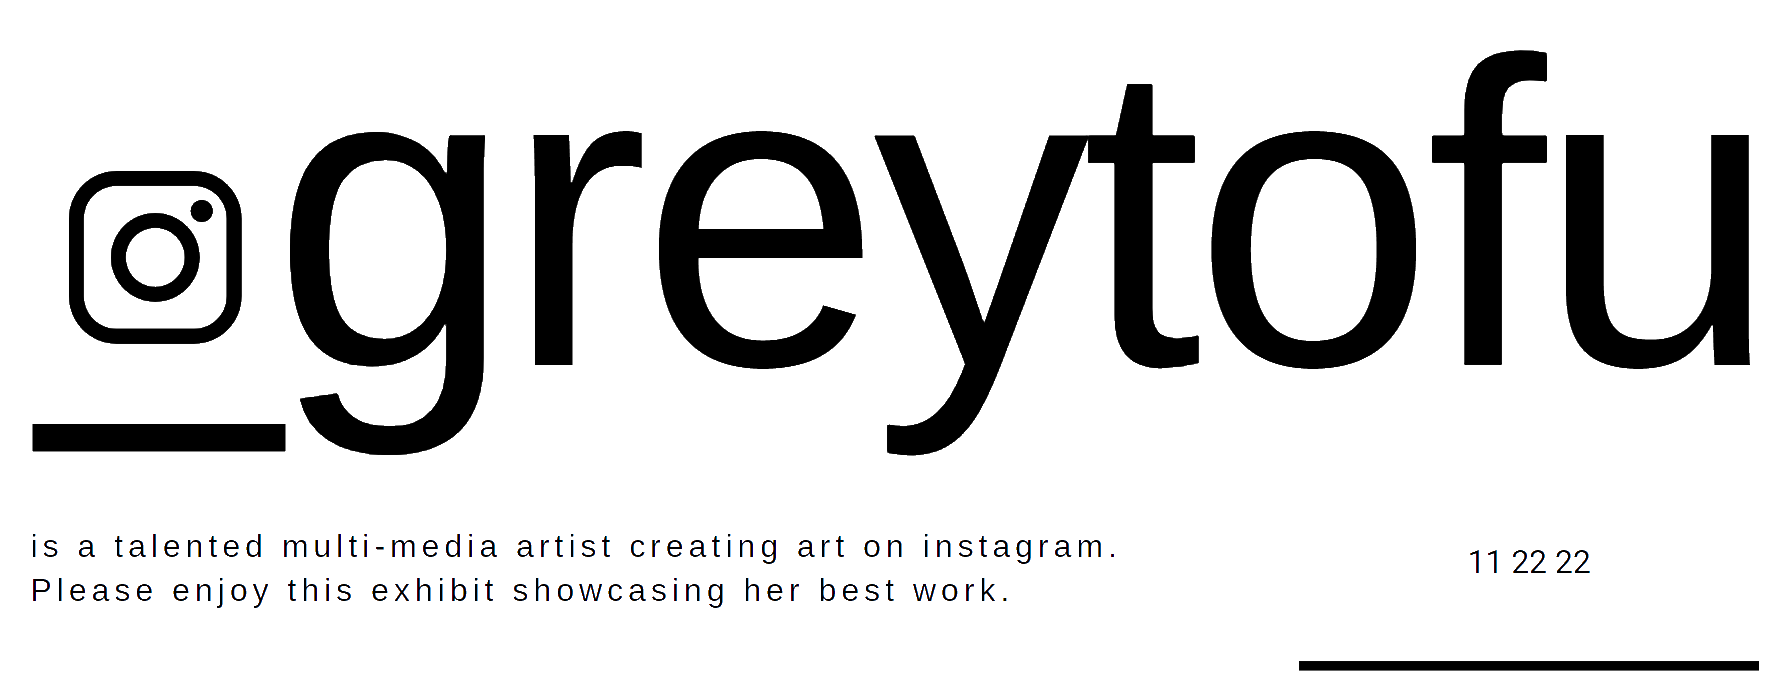 _greytofu
is a talented multi-media artist creating art on instagram.
Please enjoy this exhibit showcasing her best work.
11 22 22